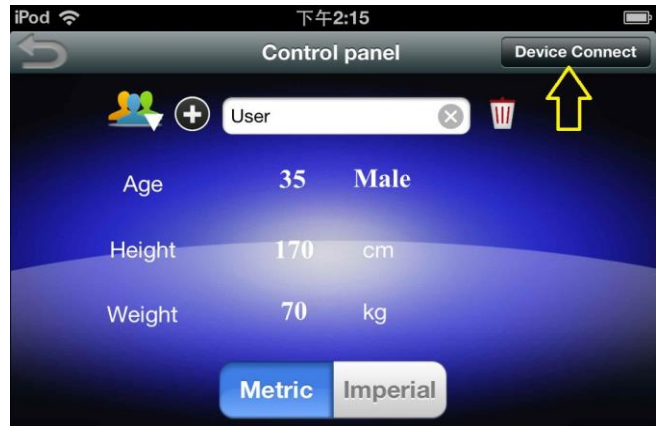 iPod 下午2:15
Control panel Device Connect
User
Age 35 Male
Height 170 cm
Weight 70 kg
Metric Imperial